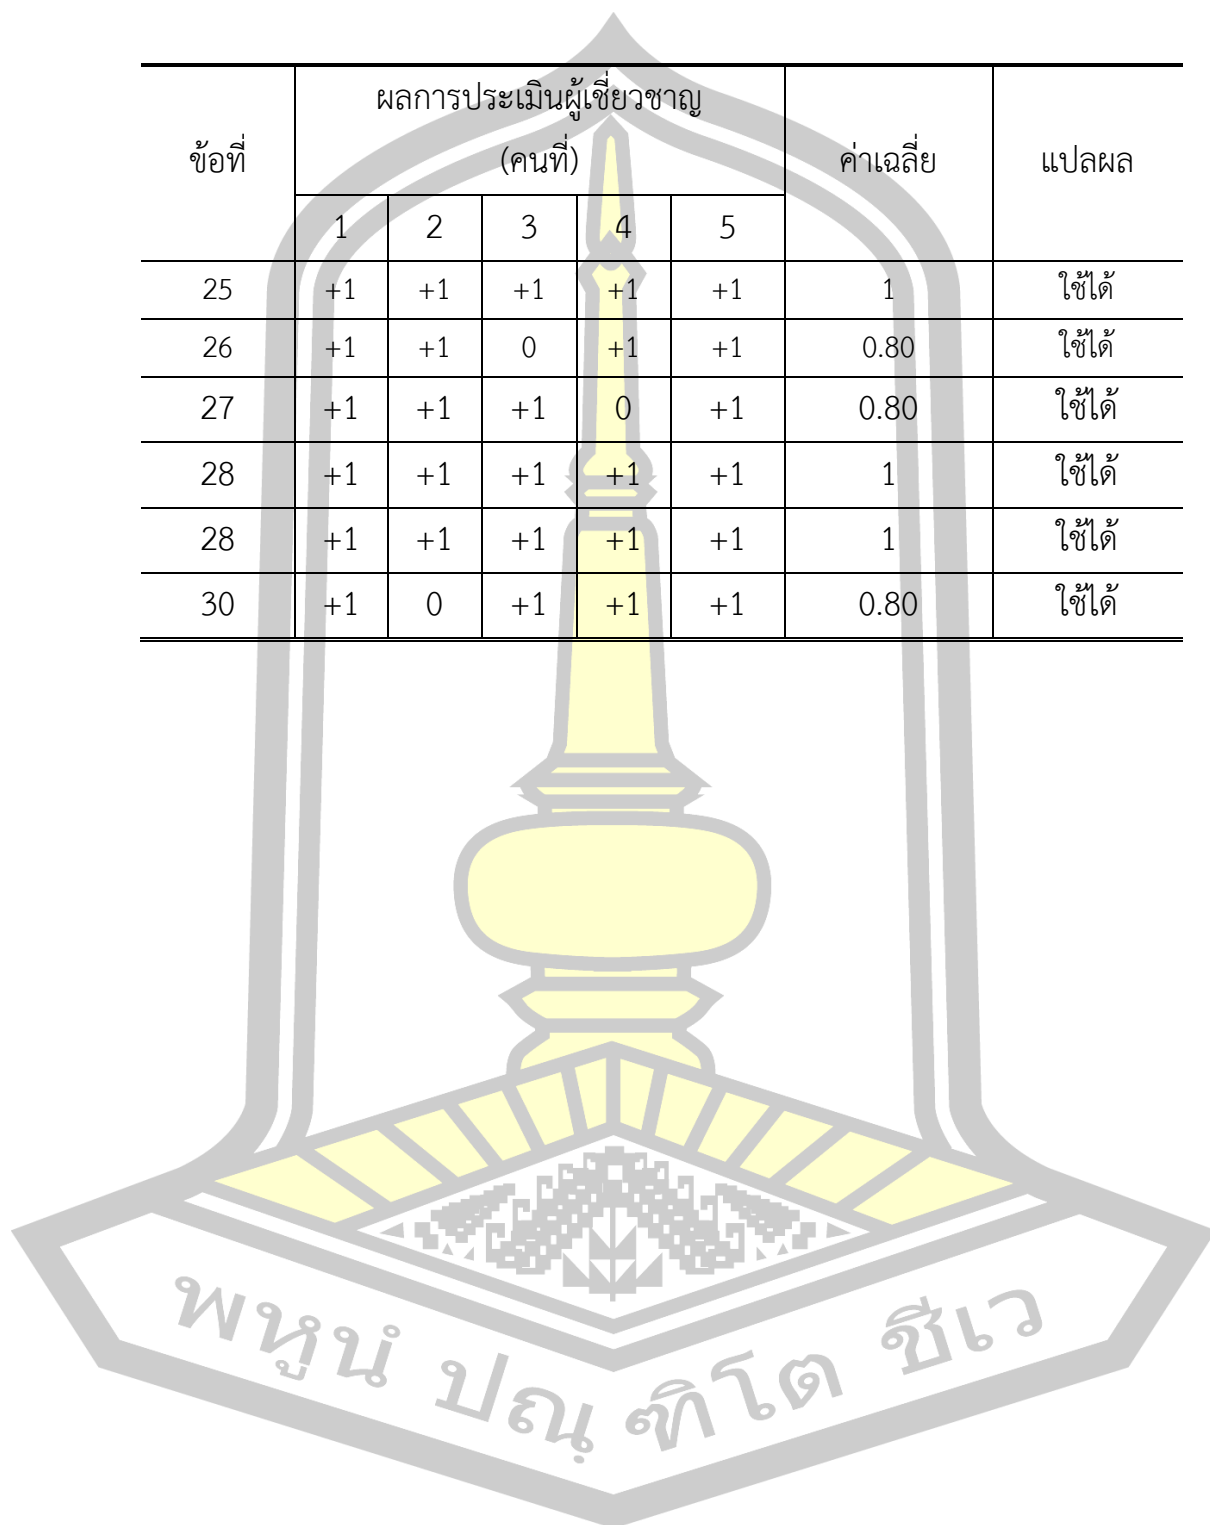 ข้อที่ ผลการประเมินผู้เชี่ยวชาญ ค่าเฉลี่ย แปลผล
(คนที่)
1 2 3 4 5
25 +1 +1 +1 +1 +1 1 ใช้ได้
26 +1 +1 0 +1 +1 0.80 ใช้ได้
27 +1 +1 +1 0 +1 0.80 ใช้ได้
28 +1 +1 +1 +1 +1 1 ใช้ได้
28 +1 +1 +1 +1 +1 1 ใช้ได้
30 +1 0 +1 +1 +1 0.80 ใช้ได้
พหูนํ ปณฺฑิโต ชีเว